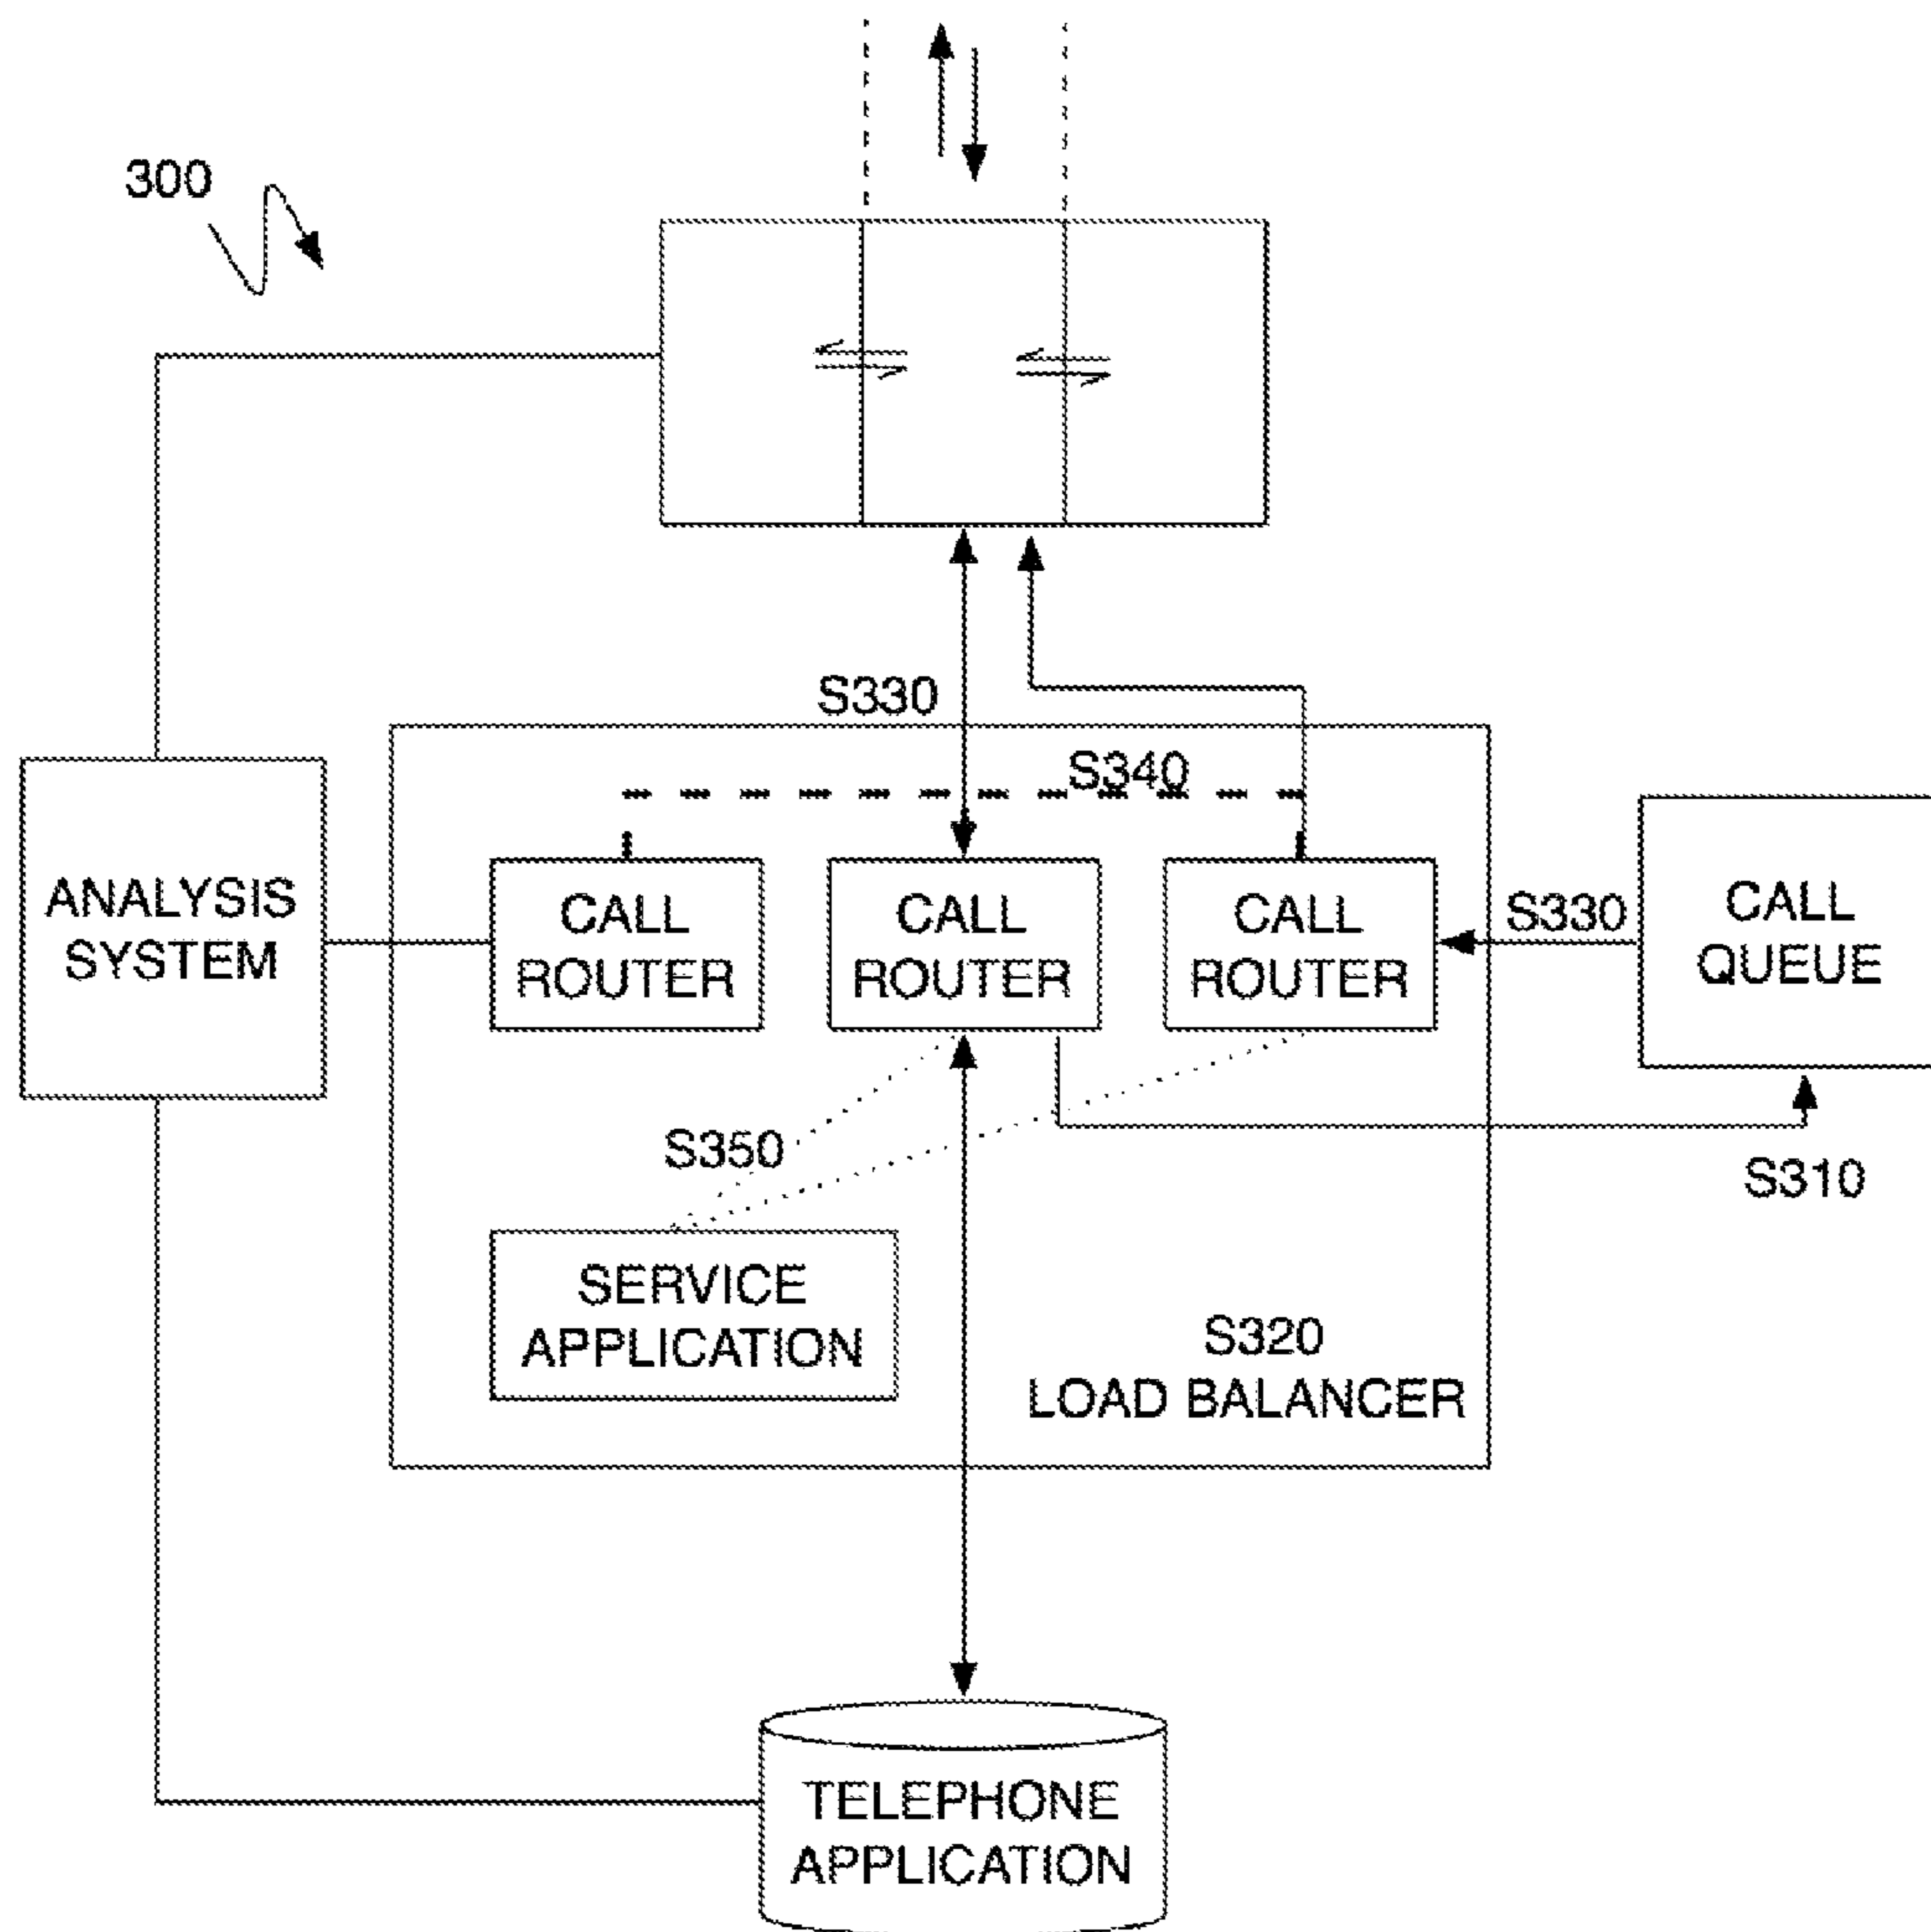 300
S330
S340
ANALYSIS
SYSTEM
CALL
ROUTER
CALL
ROUTER
CALL
ROUTER
S330
CALL
QUEUE
S350
S310
SERVICE
APPLICATION
S320
LOAD BALANCER
TELEPHONE
APPLICATION